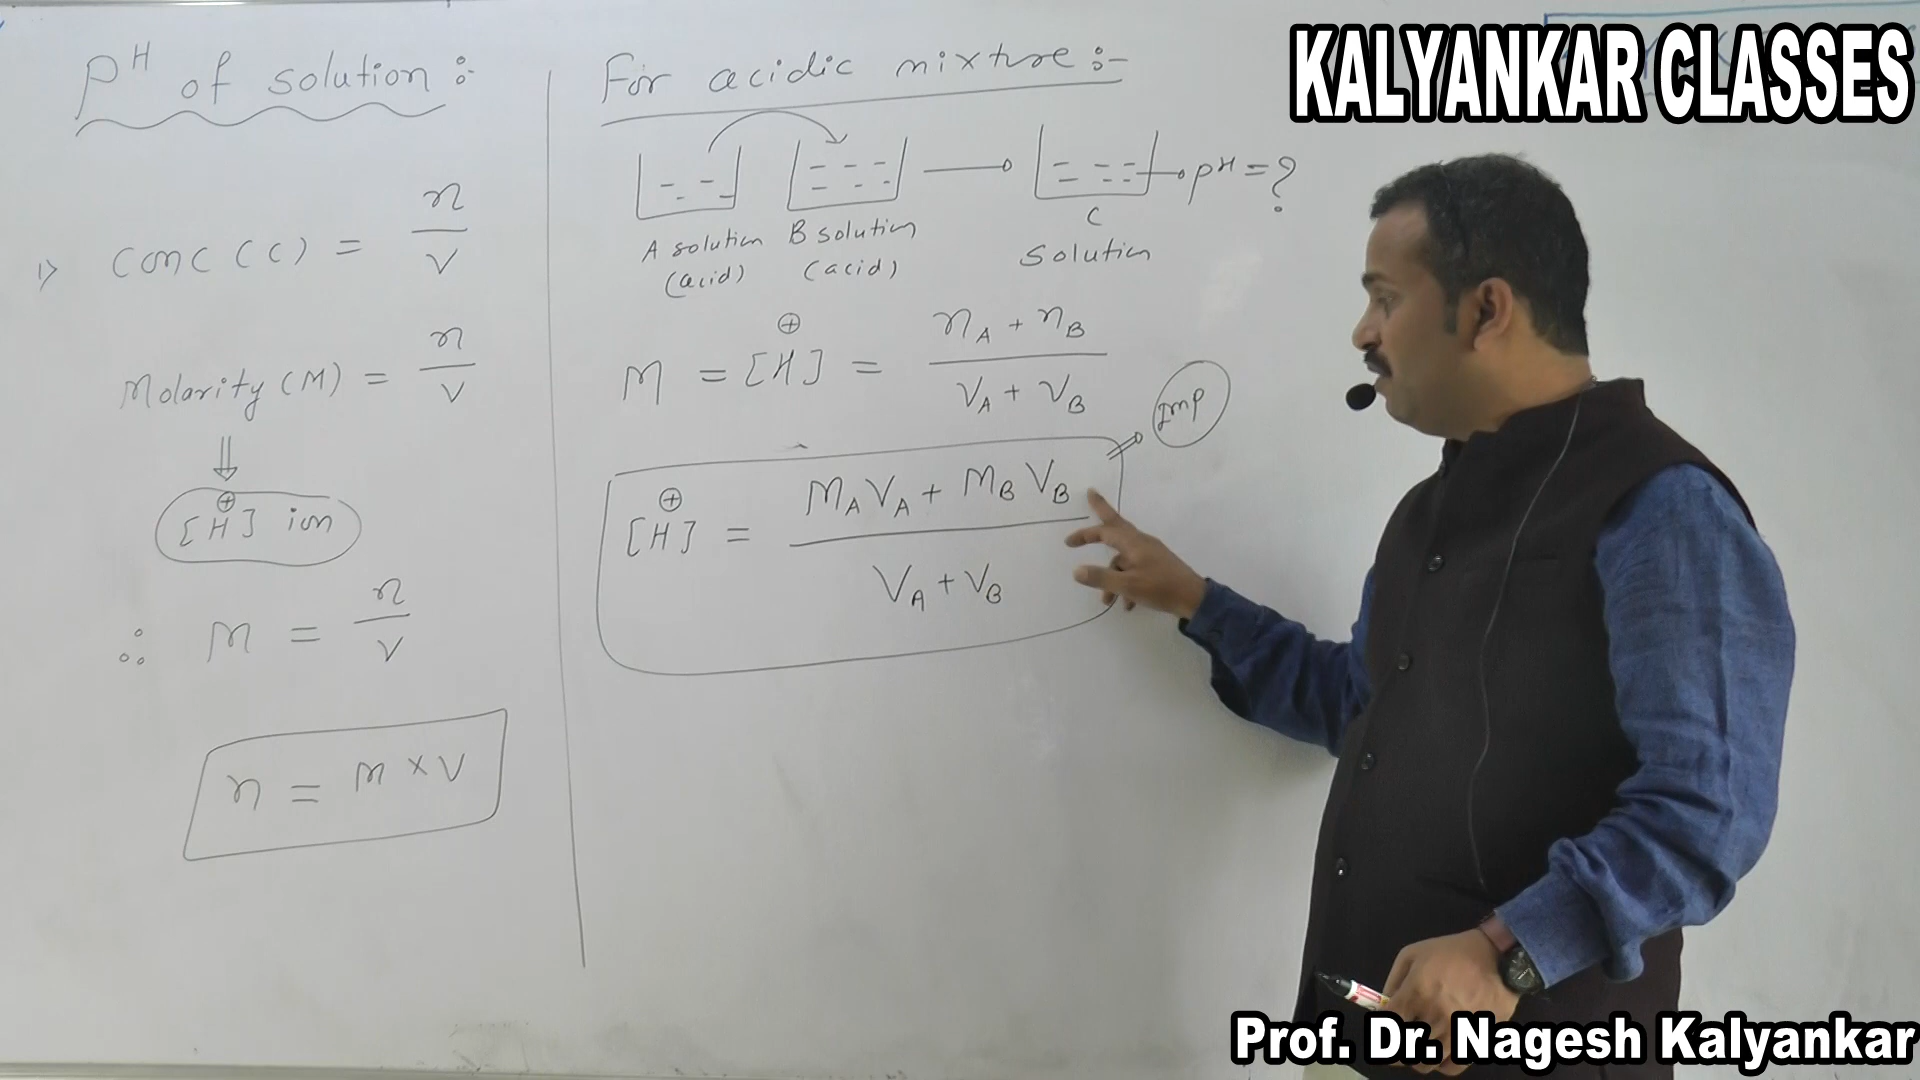 KALYANKAR CLASSES
pH of solution :-
1) conc (C) = n/V
Molarity (M) = n/V
⇓
[H⊕] ion
∴ M = n/V
n = M × V
For acidic mixture :-
A solution
(acid)
B solution
(acid)
C
Solution
pH = ?
M = [H⊕] = nA + nB / VA + VB
Imp
[H⊕] = MAVA + MBVB / VA + VB
Prof. Dr. Nagesh Kalyankar